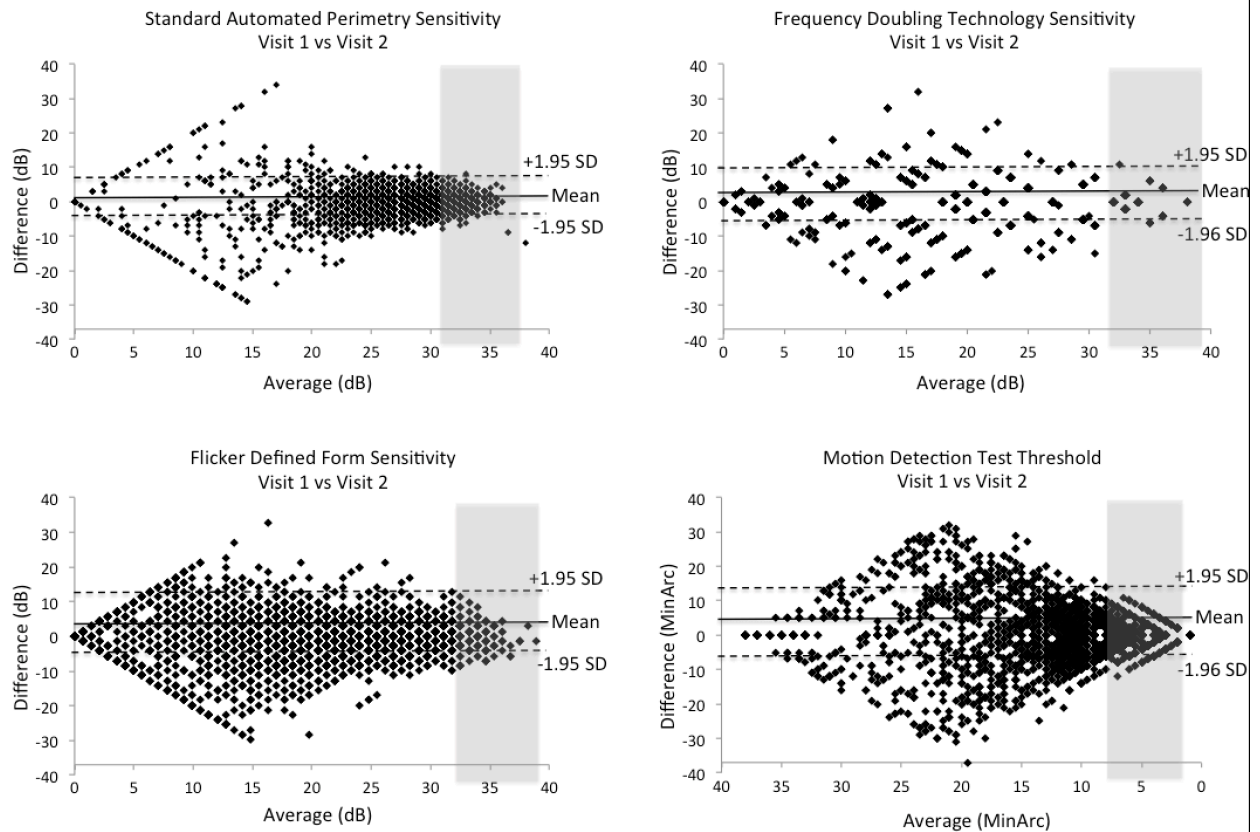 Standard Automated Perimetry Sensitivity
Visit 1 vs Visit 2
40
30
20
10
0
-10
-20
-30
-40
Difference (dB)
+1.95 SD
Mean
-1.95 SD
0 5 10 15 20 25 30 35 40
Average (dB)
Frequency Doubling Technology Sensitivity
Visit 1 vs Visit 2
40
30
20
10
0
-10
-20
-30
-40
Difference (dB)
+1.95 SD
Mean
-1.96 SD
0 5 10 15 20 25 30 35 40
Average (dB)
Flicker Defined Form Sensitivity
Visit 1 vs Visit 2
40
30
20
10
0
-10
-20
-30
-40
Difference (dB)
+1.95 SD
Mean
-1.95 SD
0 5 10 15 20 25 30 35 40
Average (dB)
Motion Detection Test Threshold
Visit 1 vs Visit 2
40
30
20
10
0
-10
-20
-30
-40
Difference (MinArc)
+1.95 SD
Mean
-1.96 SD
40 35 30 25 20 15 10 5 0
Average (MinArc)